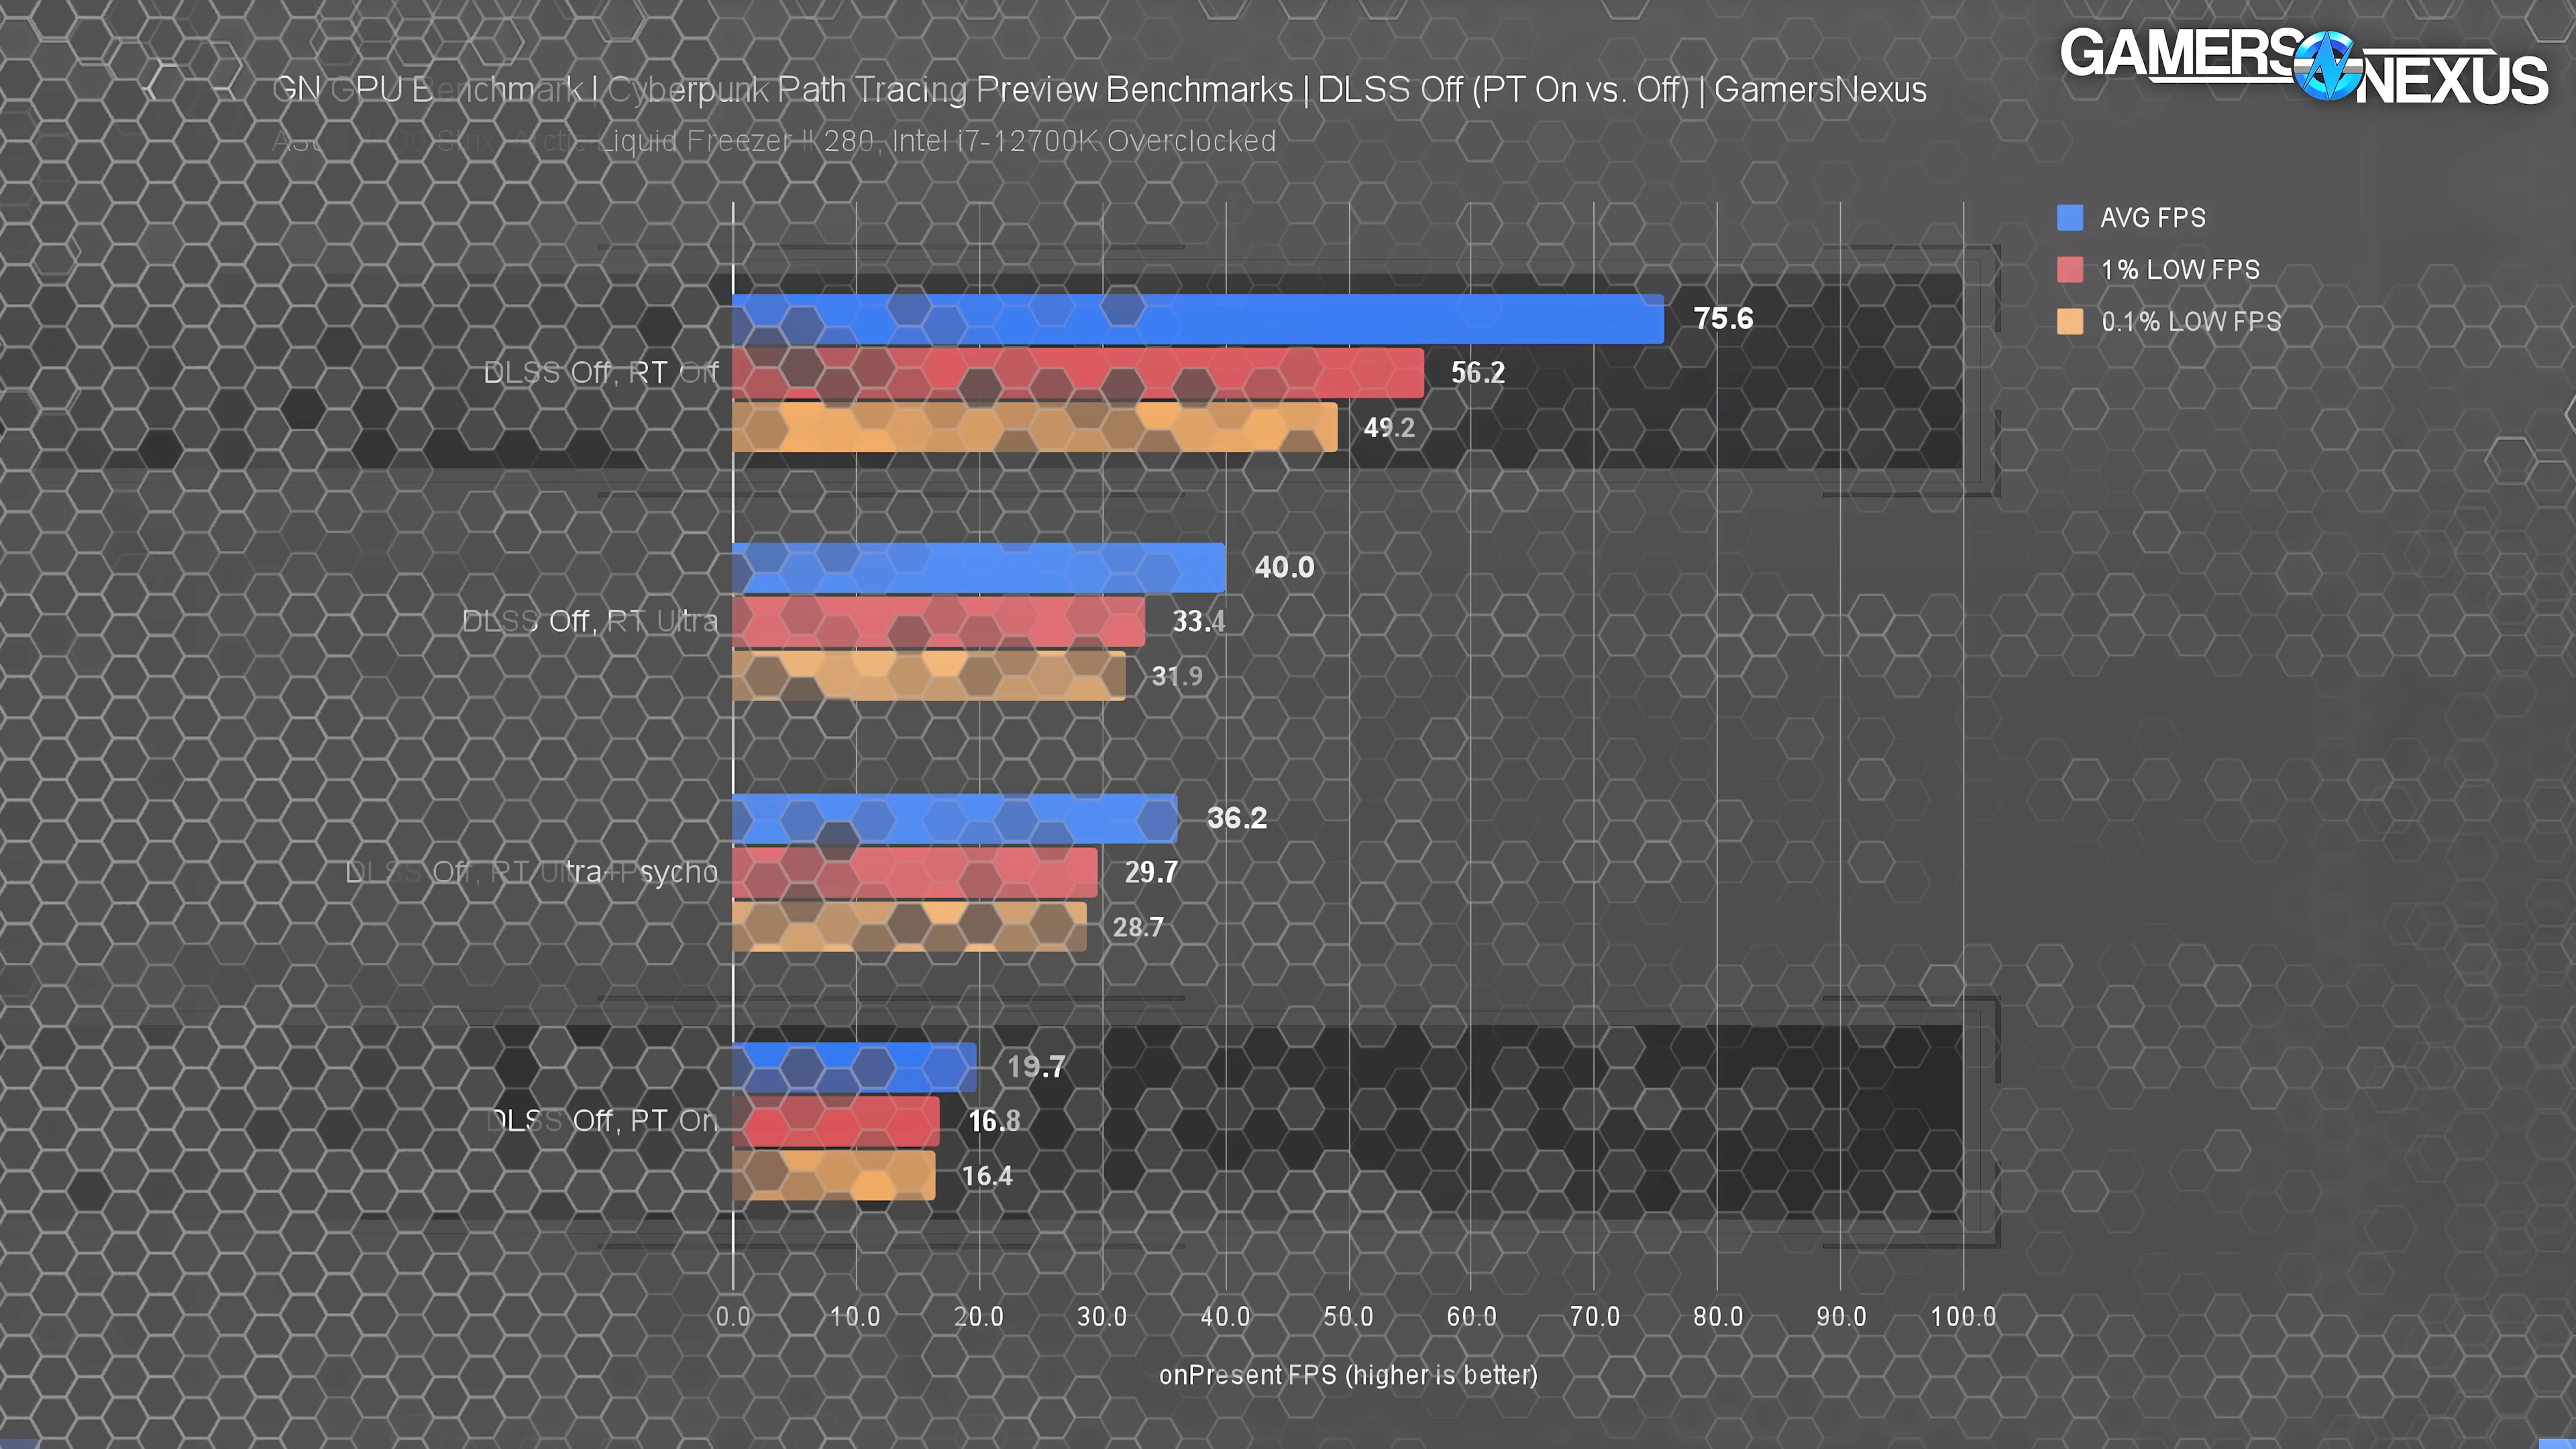 GAMERS NEXUS
GN GPU Benchmark | Cyberpunk Path Tracing Preview Benchmarks | DLSS Off (PT On vs. Off) | GamersNexus
Strix, Arctic Liquid Freezer II 280, Intel i7-12700K Overclocked
AVG FPS
1% LOW FPS
0.1% LOW FPS
75.6
DLSS Off, RT Off
56.2
49.2
40.0
DLSS Off, RT Ultra
33.4
31.9
36.2
DLSS Off, RT Ultra+Psycho
29.7
28.7
19.7
DLSS Off, PT On
16.8
16.4
0.0 10.0 20.0 30.0 40.0 50.0 60.0 70.0 80.0 90.0 100.0
onPresent FPS (higher is better)